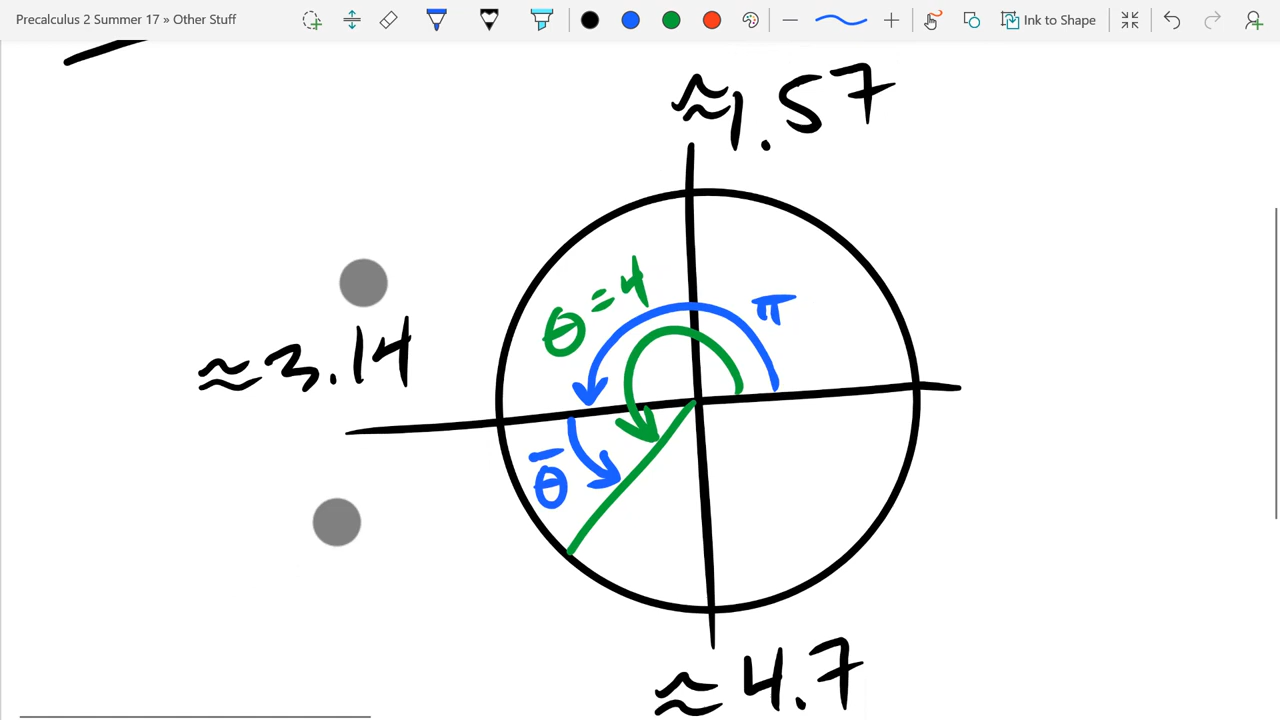 Precalculus 2 Summer 17 » Other Stuff
Ink to Shape
≈1.57
θ=4
π
≈3.14
θ̅
≈4.7